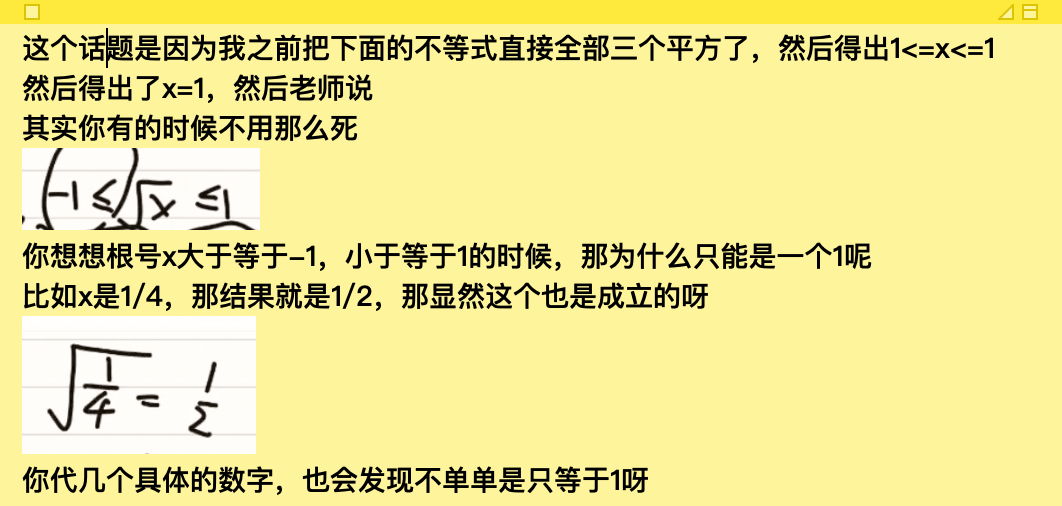 这个话题是因为我之前把下面的不等式直接全部三个平方了，然后得出1<=x<=1
然后得出了x=1，然后老师说
其实你有的时候不用那么死
(-1≤)√x ≤1
你想想根号x大于等于-1，小于等于1的时候，那为什么只能是一个1呢
比如x是1/4，那结果就是1/2，那显然这个也是成立的呀
√(1/4) = 1/2
你代几个具体的数字，也会发现不单单是只等于1呀